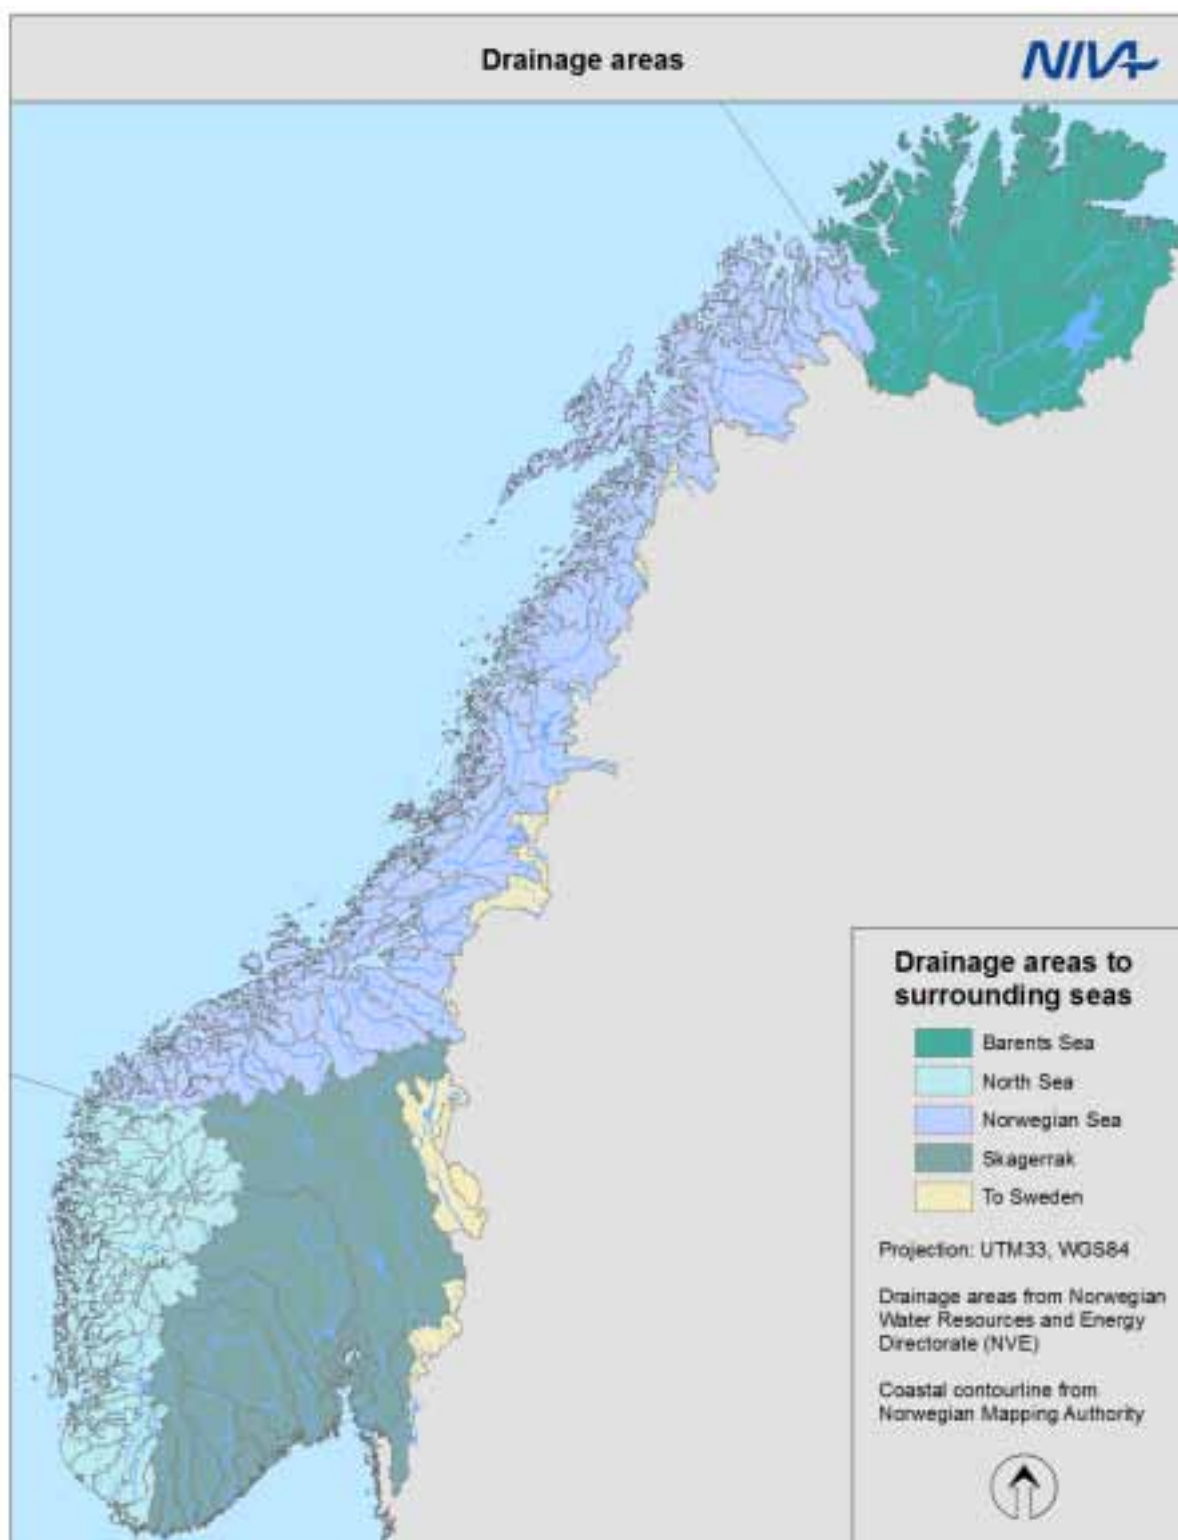 Drainage areas
NIVA
Drainage areas to
surrounding seas
Barents Sea
North Sea
Norwegian Sea
Skagerrak
To Sweden
Projection: UTM33, WGS84
Drainage areas from Norwegian
Water Resources and Energy
Directorate (NVE)
Coastal contourline from
Norwegian Mapping Authority